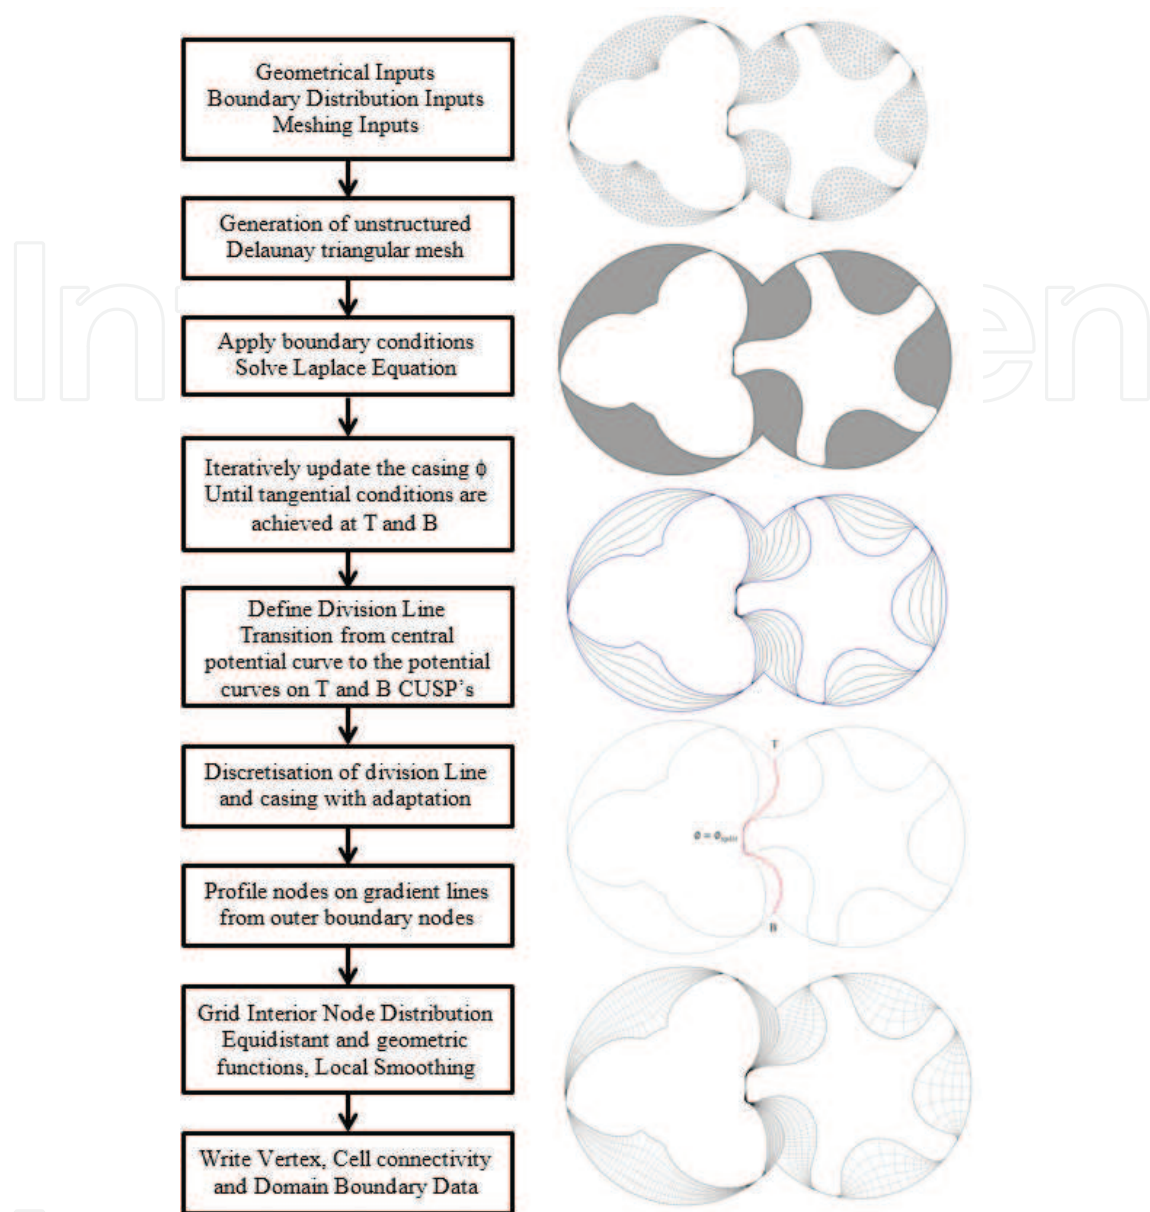 Geometrical Inputs
Boundary Distribution Inputs
Meshing Inputs
Generation of unstructured
Delaunay triangular mesh
Apply boundary conditions
Solve Laplace Equation
Iteratively update the casing ϕ
Until tangential conditions are
achieved at T and B
Define Division Line
Transition from central
potential curve to the potential
curves on T and B CUSP's
Discretisation of division Line
and casing with adaptation
Profile nodes on gradient lines
from outer boundary nodes
Grid Interior Node Distribution
Equidistant and geometric
functions, Local Smoothing
Write Vertex, Cell connectivity
and Domain Boundary Data
T
B